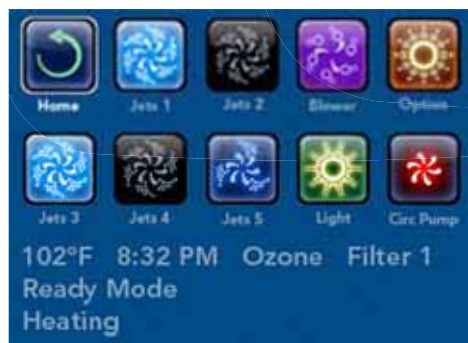 Home Jets 1 Jets 2 Blower Option
Jets 3 Jets 4 Jets 5 Light Circ Pump
102°F 8:32 PM Ozone Filter 1
Ready Mode
Heating